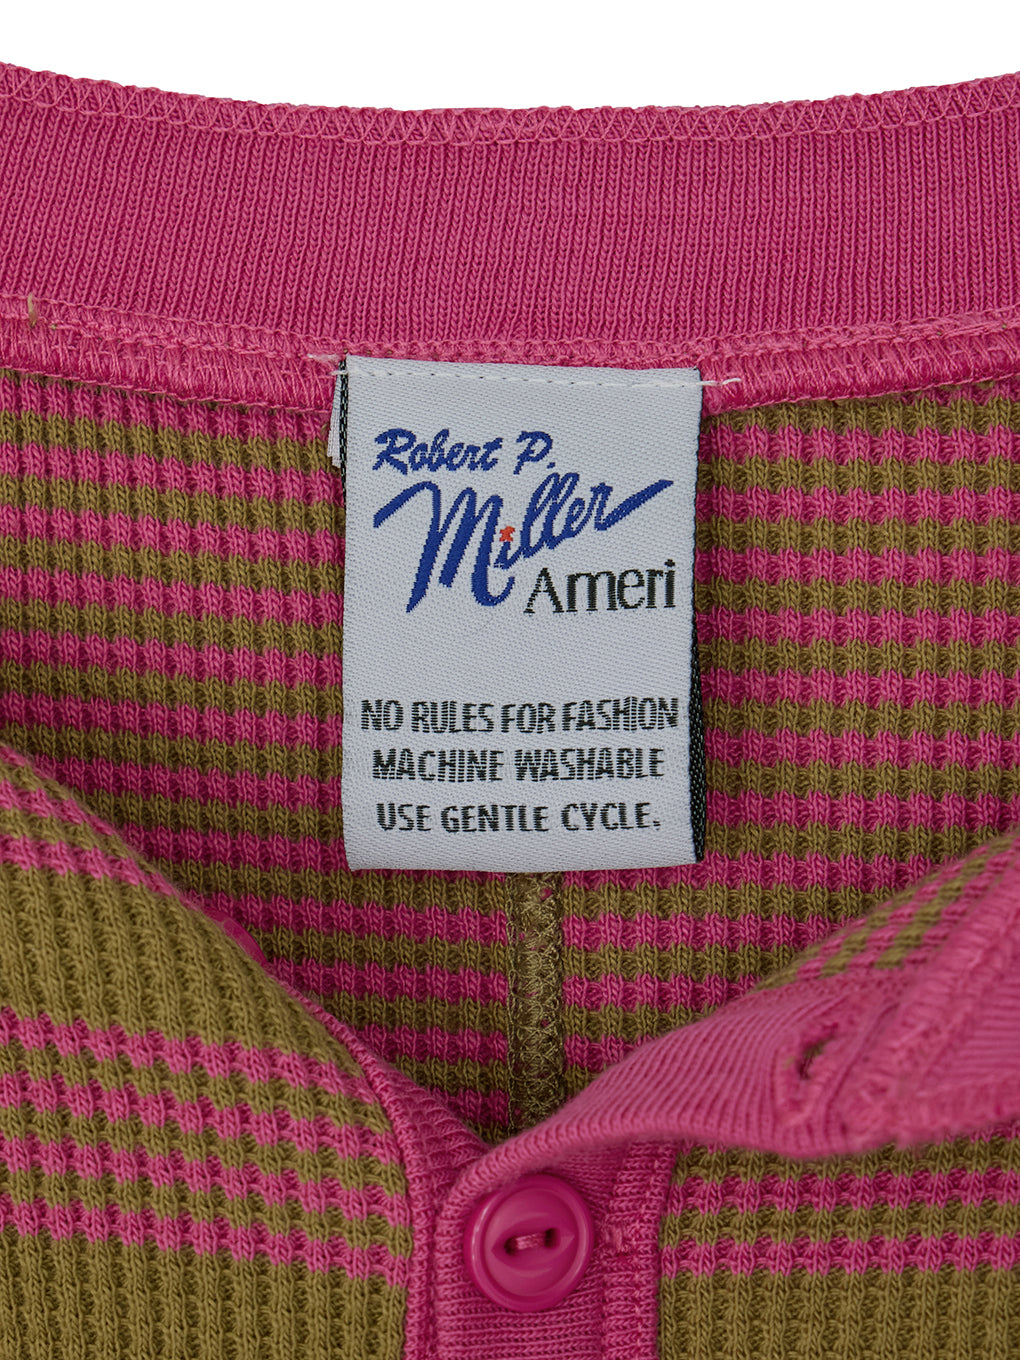 Robert P.
Miller
Ameri
NO RULES FOR FASHION
MACHINE WASHABLE
USE GENTLE CYCLE.